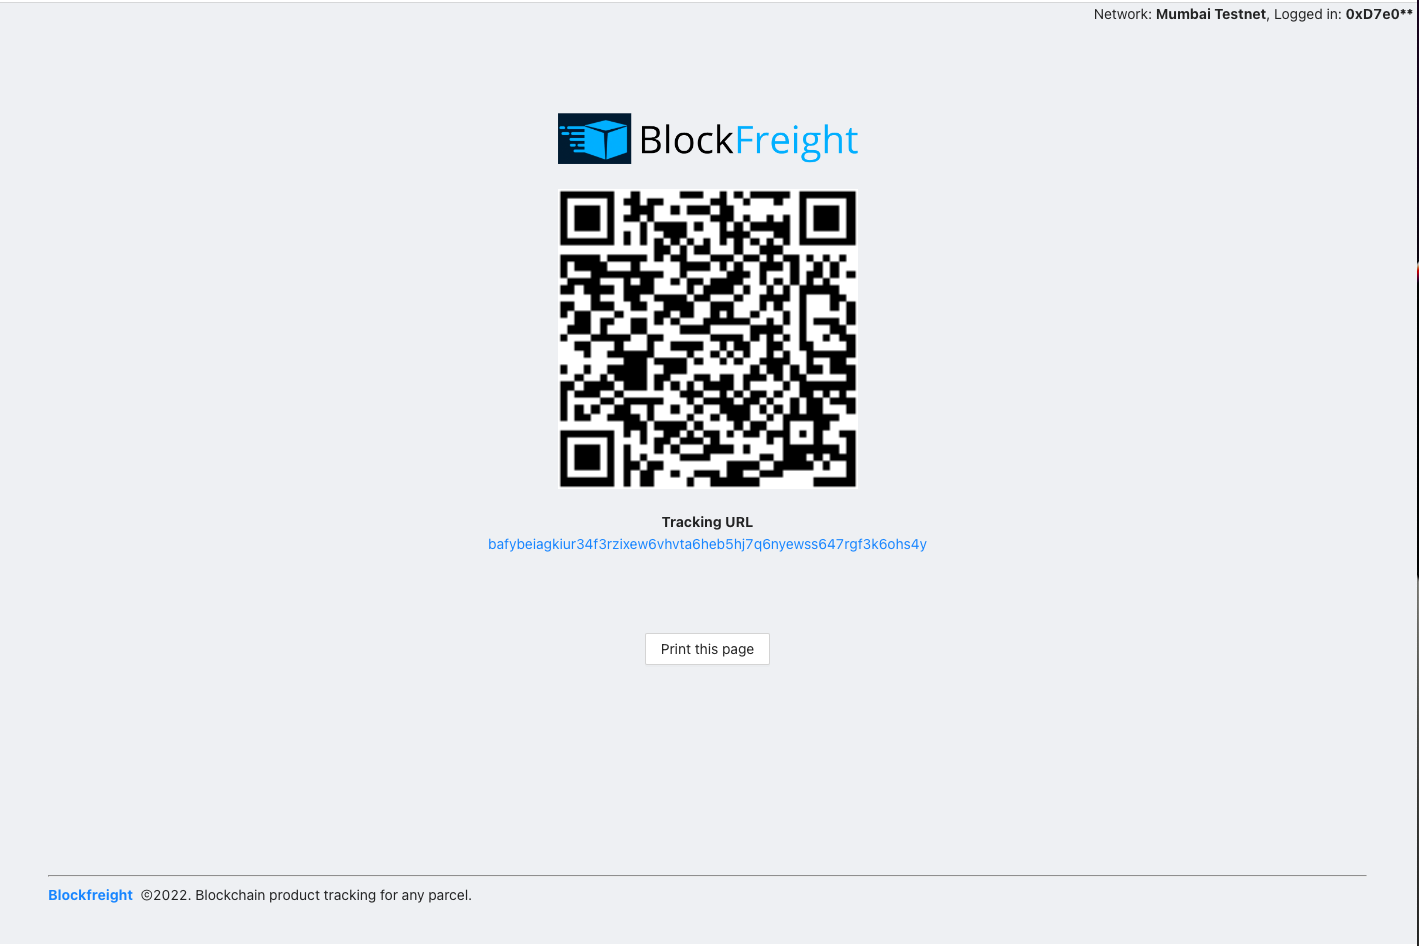 Network: Mumbai Testnet, Logged in: 0xD7e0**
BlockFreight
Tracking URL
bafybeiagkiur34f3rzixew6vhvta6heb5hj7q6nyewss647rgf3k6ohs4y
Print this page
Blockfreight ©2022. Blockchain product tracking for any parcel.